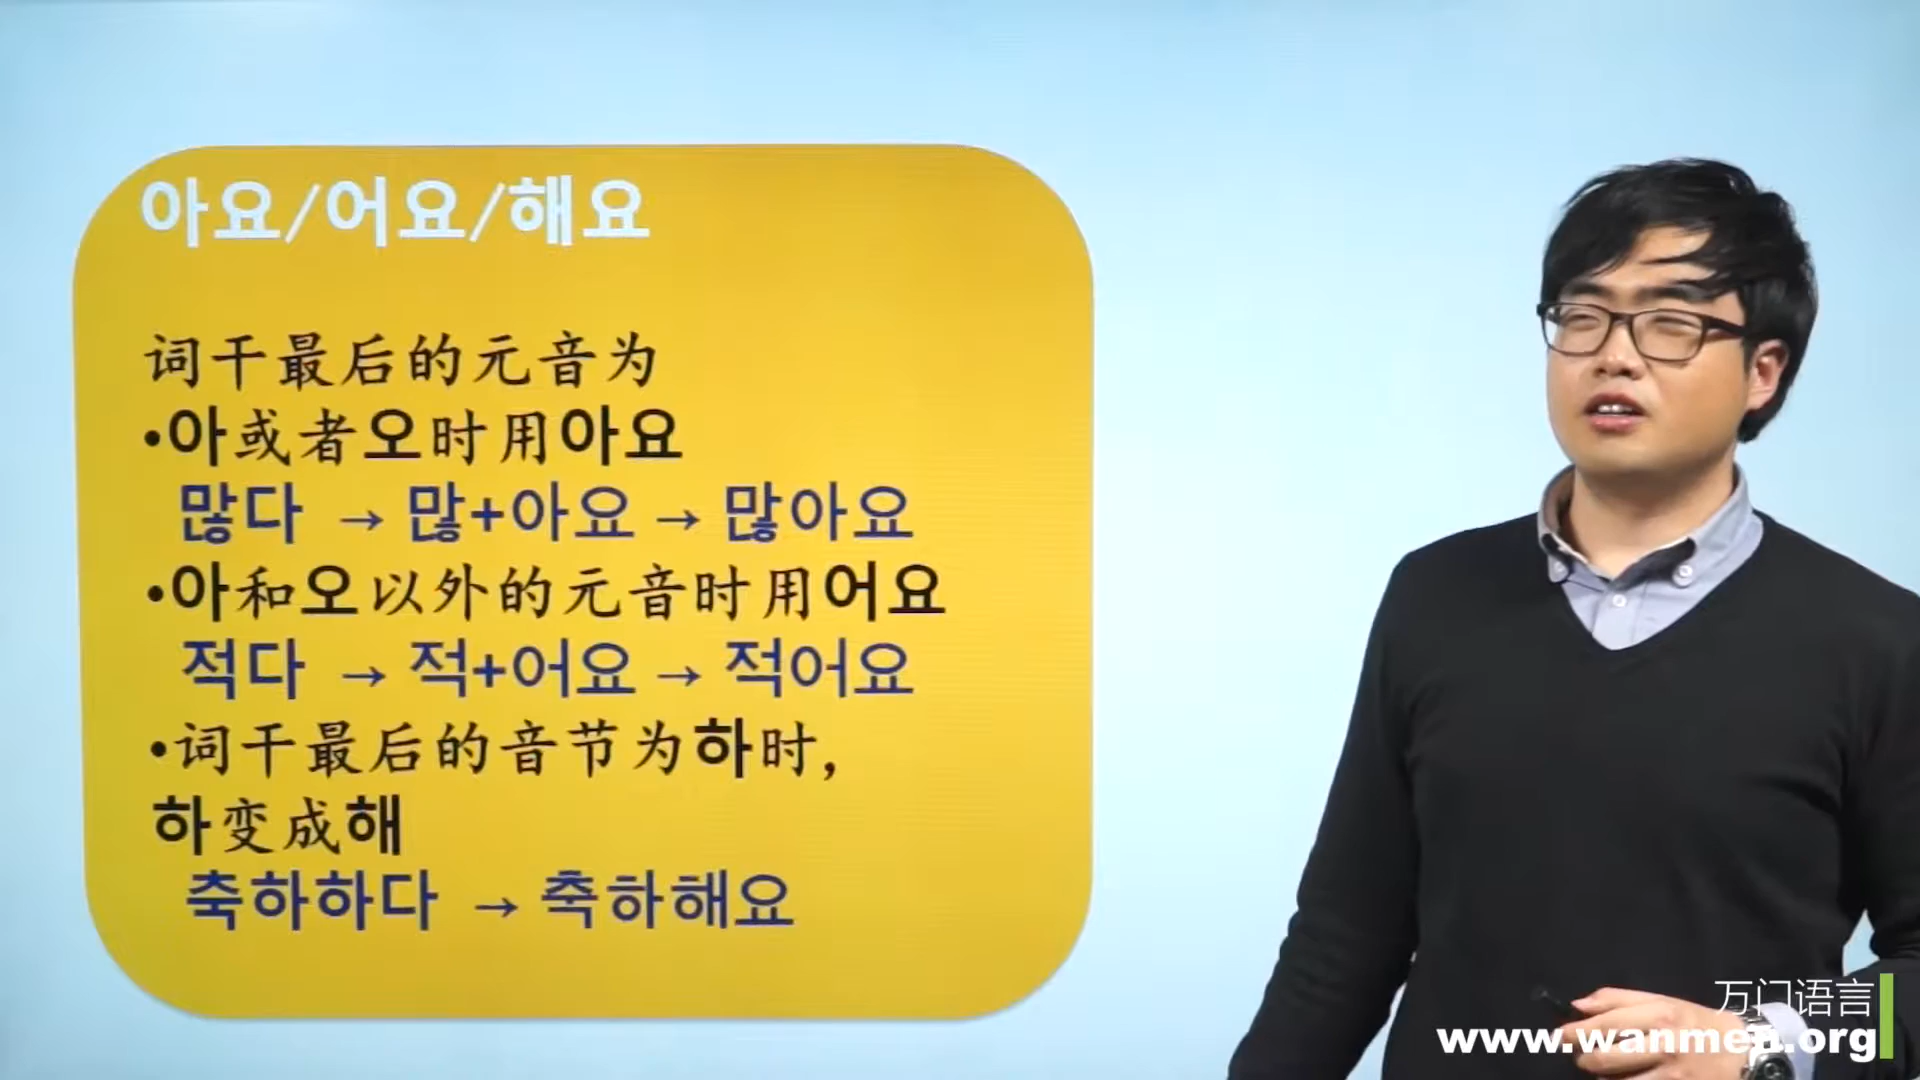 아요/어요/해요
词干最后的元音为
•아或者오时用아요
많다 → 많+아요 → 많아요
•아和오以外的元音时用어요
적다 → 적+어요 → 적어요
•词干最后的音节为하时,
하变成해
축하하다 → 축하해요
万门语言
www.wanmen.org